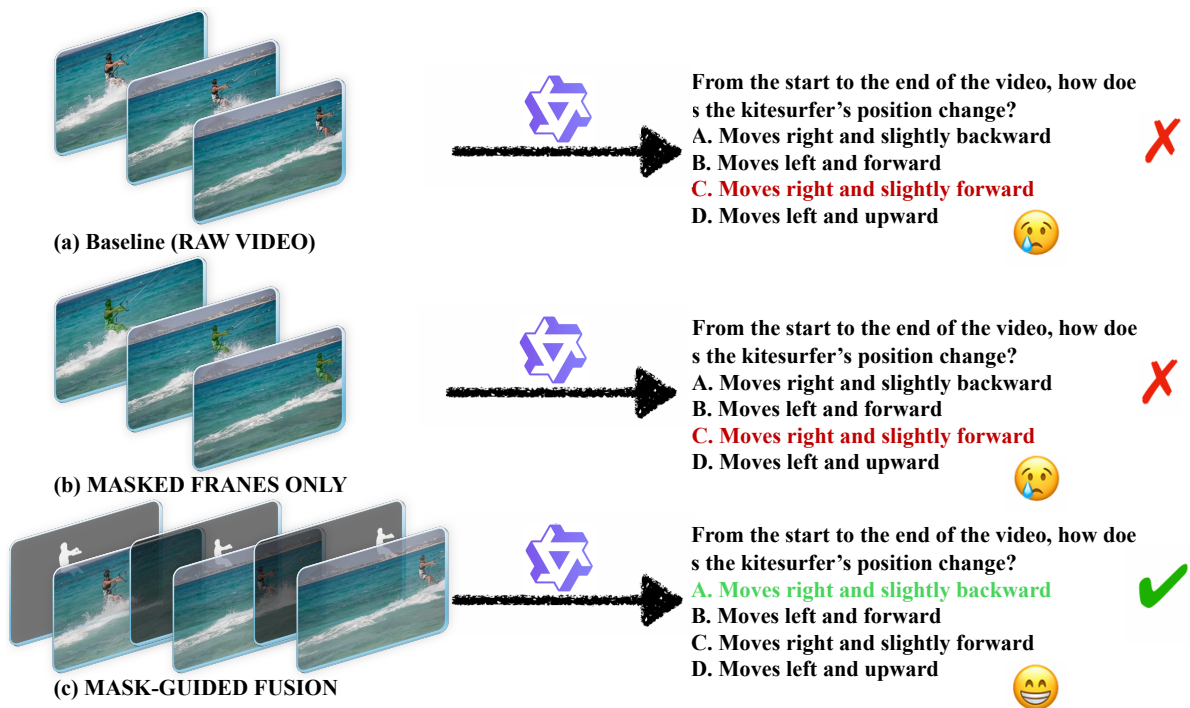 From the start to the end of the video, how doe
s the kitesurfer's position change?
A. Moves right and slightly backward
B. Moves left and forward
C. Moves right and slightly forward
D. Moves left and upward
(a) Baseline (RAW VIDEO)
From the start to the end of the video, how doe
s the kitesurfer's position change?
A. Moves right and slightly backward
B. Moves left and forward
C. Moves right and slightly forward
D. Moves left and upward
(b) MASKED FRANES ONLY
From the start to the end of the video, how doe
s the kitesurfer's position change?
A. Moves right and slightly backward
B. Moves left and forward
C. Moves right and slightly forward
D. Moves left and upward
(c) MASK-GUIDED FUSION